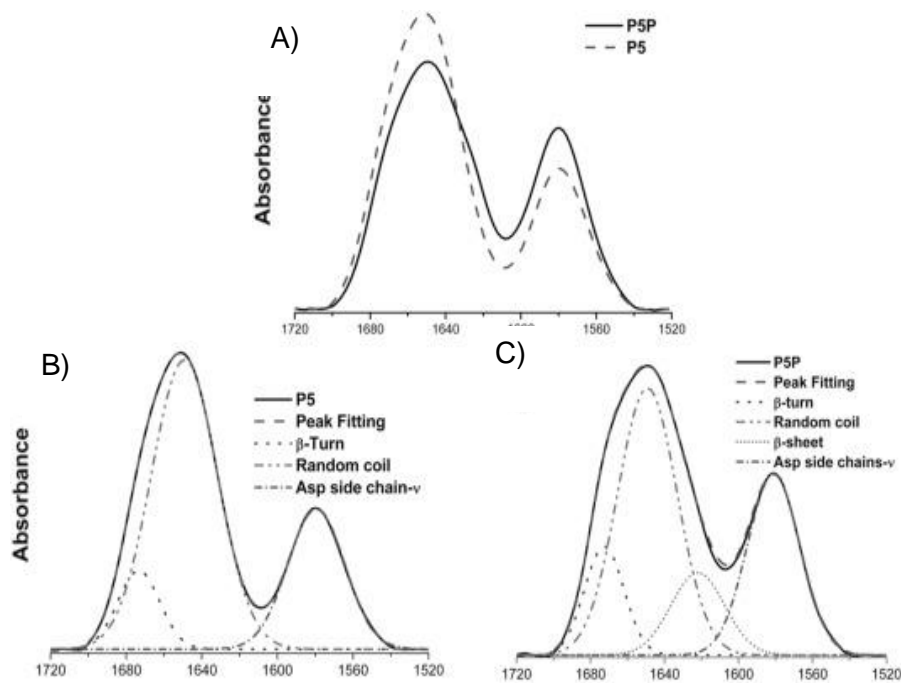 A)
P5P
P5
Absorbance
1720 1680 1640 1600 1560 1520
B)
P5
Peak Fitting
β-Turn
Random coil
Asp side chain-ν
Absorbance
1720 1680 1640 1600 1560 1520
C)
P5P
Peak Fitting
β-turn
Random coil
β-sheet
Asp side chains-ν
1720 1680 1640 1600 1560 1520